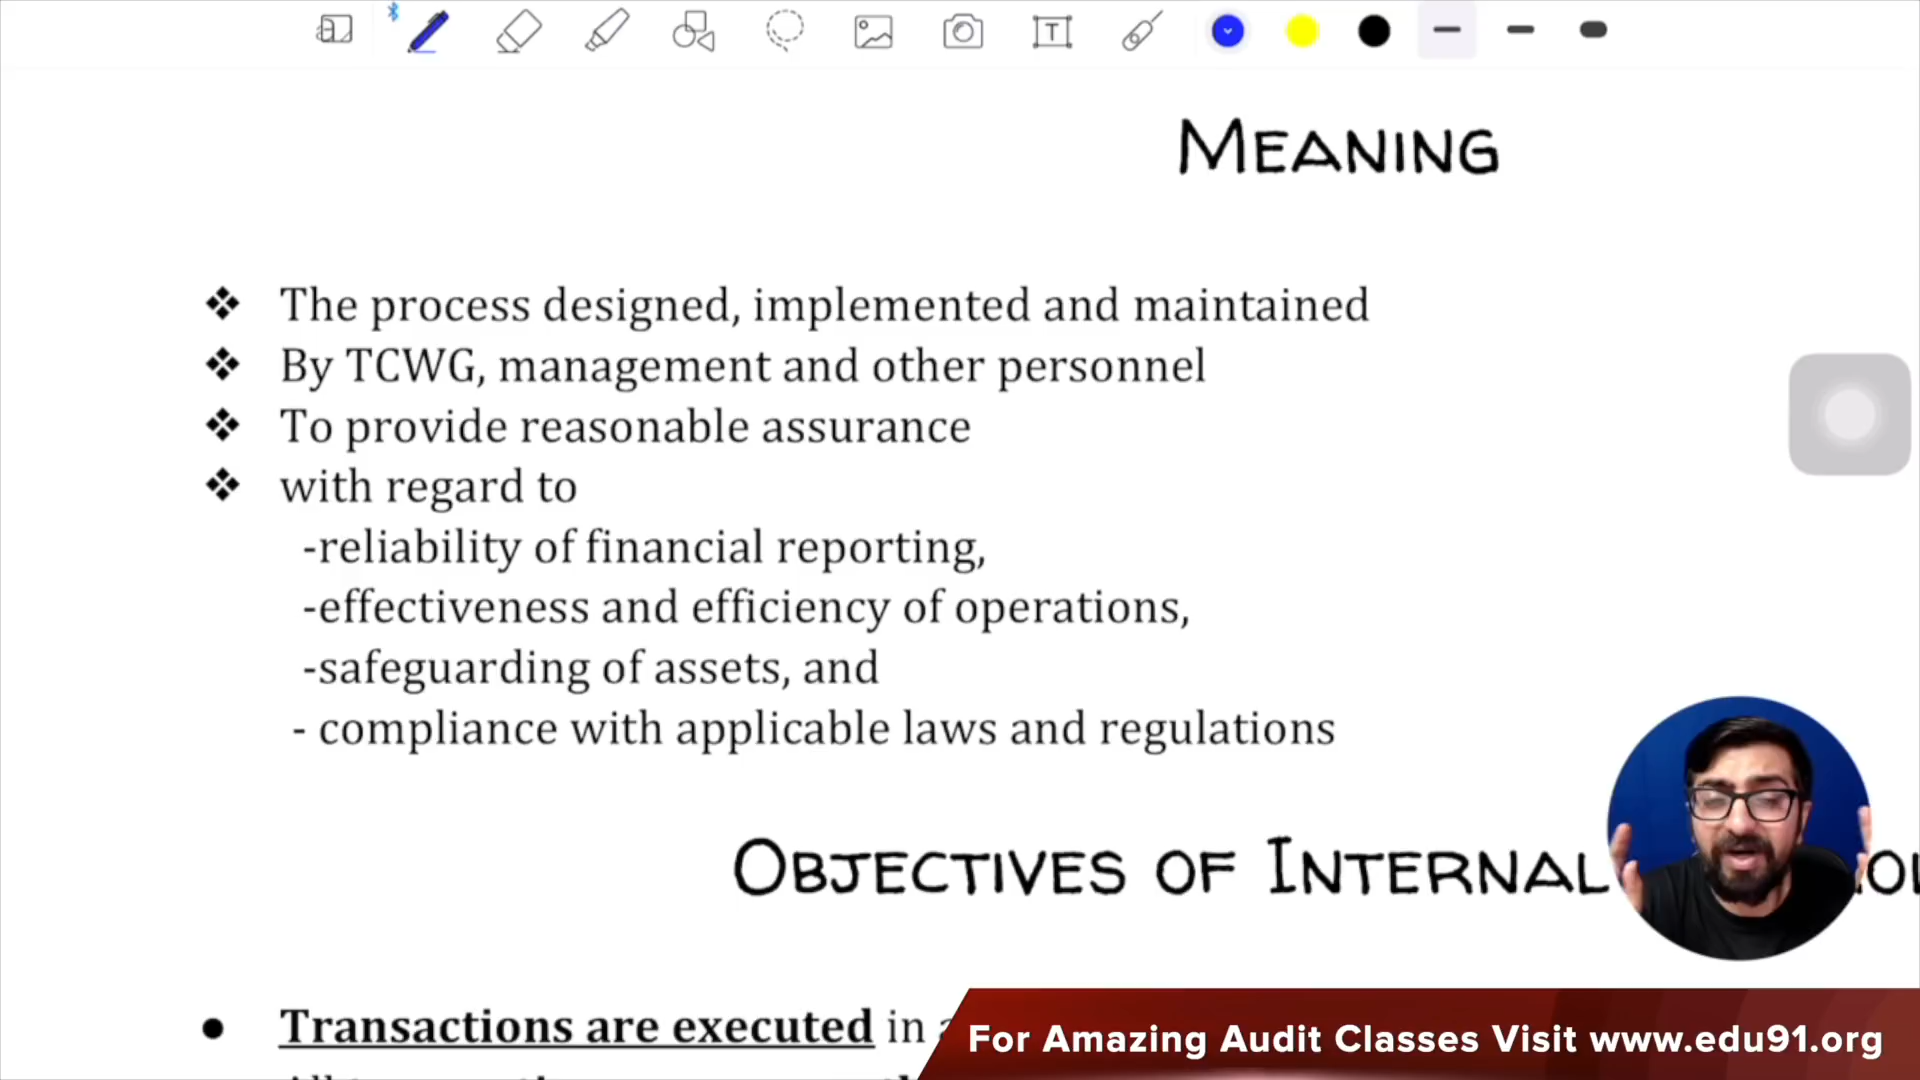 T
MEANING
❖ The process designed, implemented and maintained
❖ By TCWG, management and other personnel
❖ To provide reasonable assurance
❖ with regard to
-reliability of financial reporting,
-effectiveness and efficiency of operations,
-safeguarding of assets, and
- compliance with applicable laws and regulations
OBJECTIVES OF INTERNAL
● Transactions are executed in
For Amazing Audit Classes Visit www.edu91.org